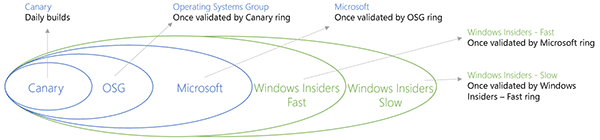 Canary
Daily builds
Operating Systems Group
Once validated by Canary ring
Microsoft
Once validated by OSG ring
Windows Insiders - Fast
Once validated by Microsoft ring
Windows Insiders - Slow
Once validated by Windows
Insiders – Fast ring
Canary
OSG
Microsoft
Windows Insiders
Fast
Windows Insiders
Slow